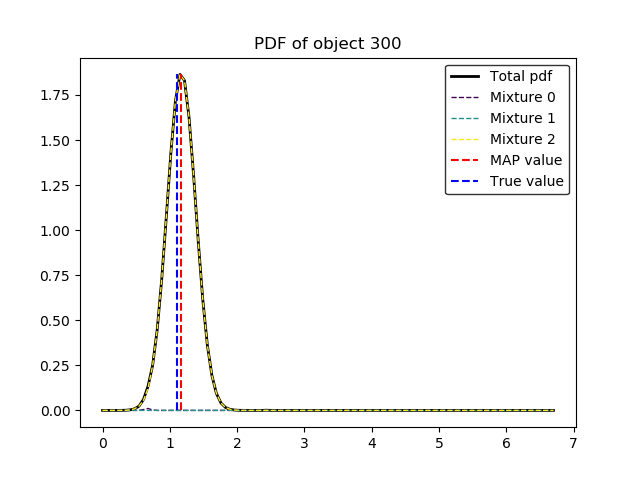 PDF of object 300
Total pdf
Mixture 0
Mixture 1
Mixture 2
MAP value
True value
1.75
1.50
1.25
1.00
0.75
0.50
0.25
0.00
0 1 2 3 4 5 6 7